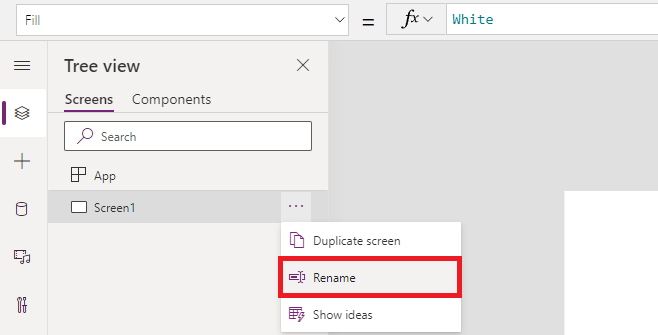 Fill = fx White
Tree view
Screens Components
Search
App
Screen1 ...
Duplicate screen
Rename
Show ideas